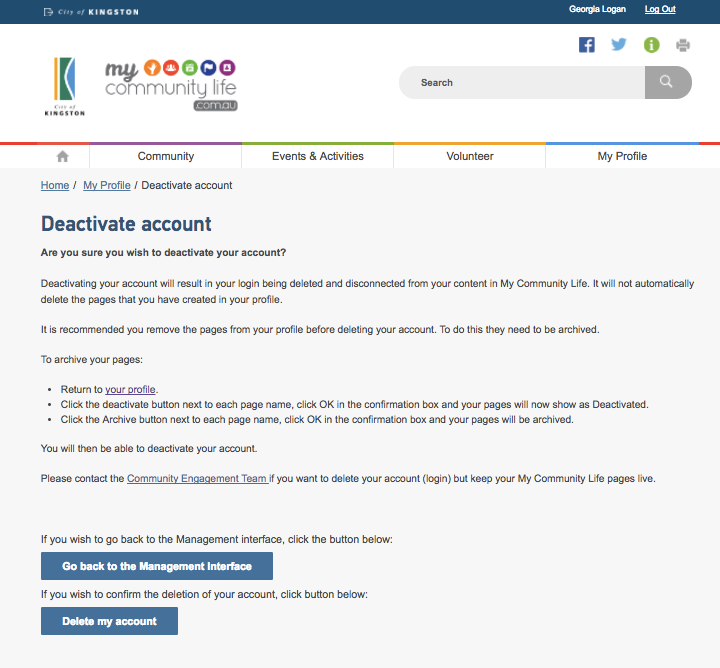 City of KINGSTON
Georgia Logan Log Out
my
community life
.com.au
City of
KINGSTON
Search
Community Events & Activities Volunteer My Profile
Home / My Profile / Deactivate account
Deactivate account
Are you sure you wish to deactivate your account?
Deactivating your account will result in your login being deleted and disconnected from your content in My Community Life. It will not automatically
delete the pages that you have created in your profile.
It is recommended you remove the pages from your profile before deleting your account. To do this they need to be archived.
To archive your pages:
• Return to your profile.
• Click the deactivate button next to each page name, click OK in the confirmation box and your pages will now show as Deactivated.
• Click the Archive button next to each page name, click OK in the confirmation box and your pages will be archived.
You will then be able to deactivate your account.
Please contact the Community Engagement Team if you want to delete your account (login) but keep your My Community Life pages live.
If you wish to go back to the Management interface, click the button below:
Go back to the Management Interface
If you wish to confirm the deletion of your account, click button below:
Delete my account